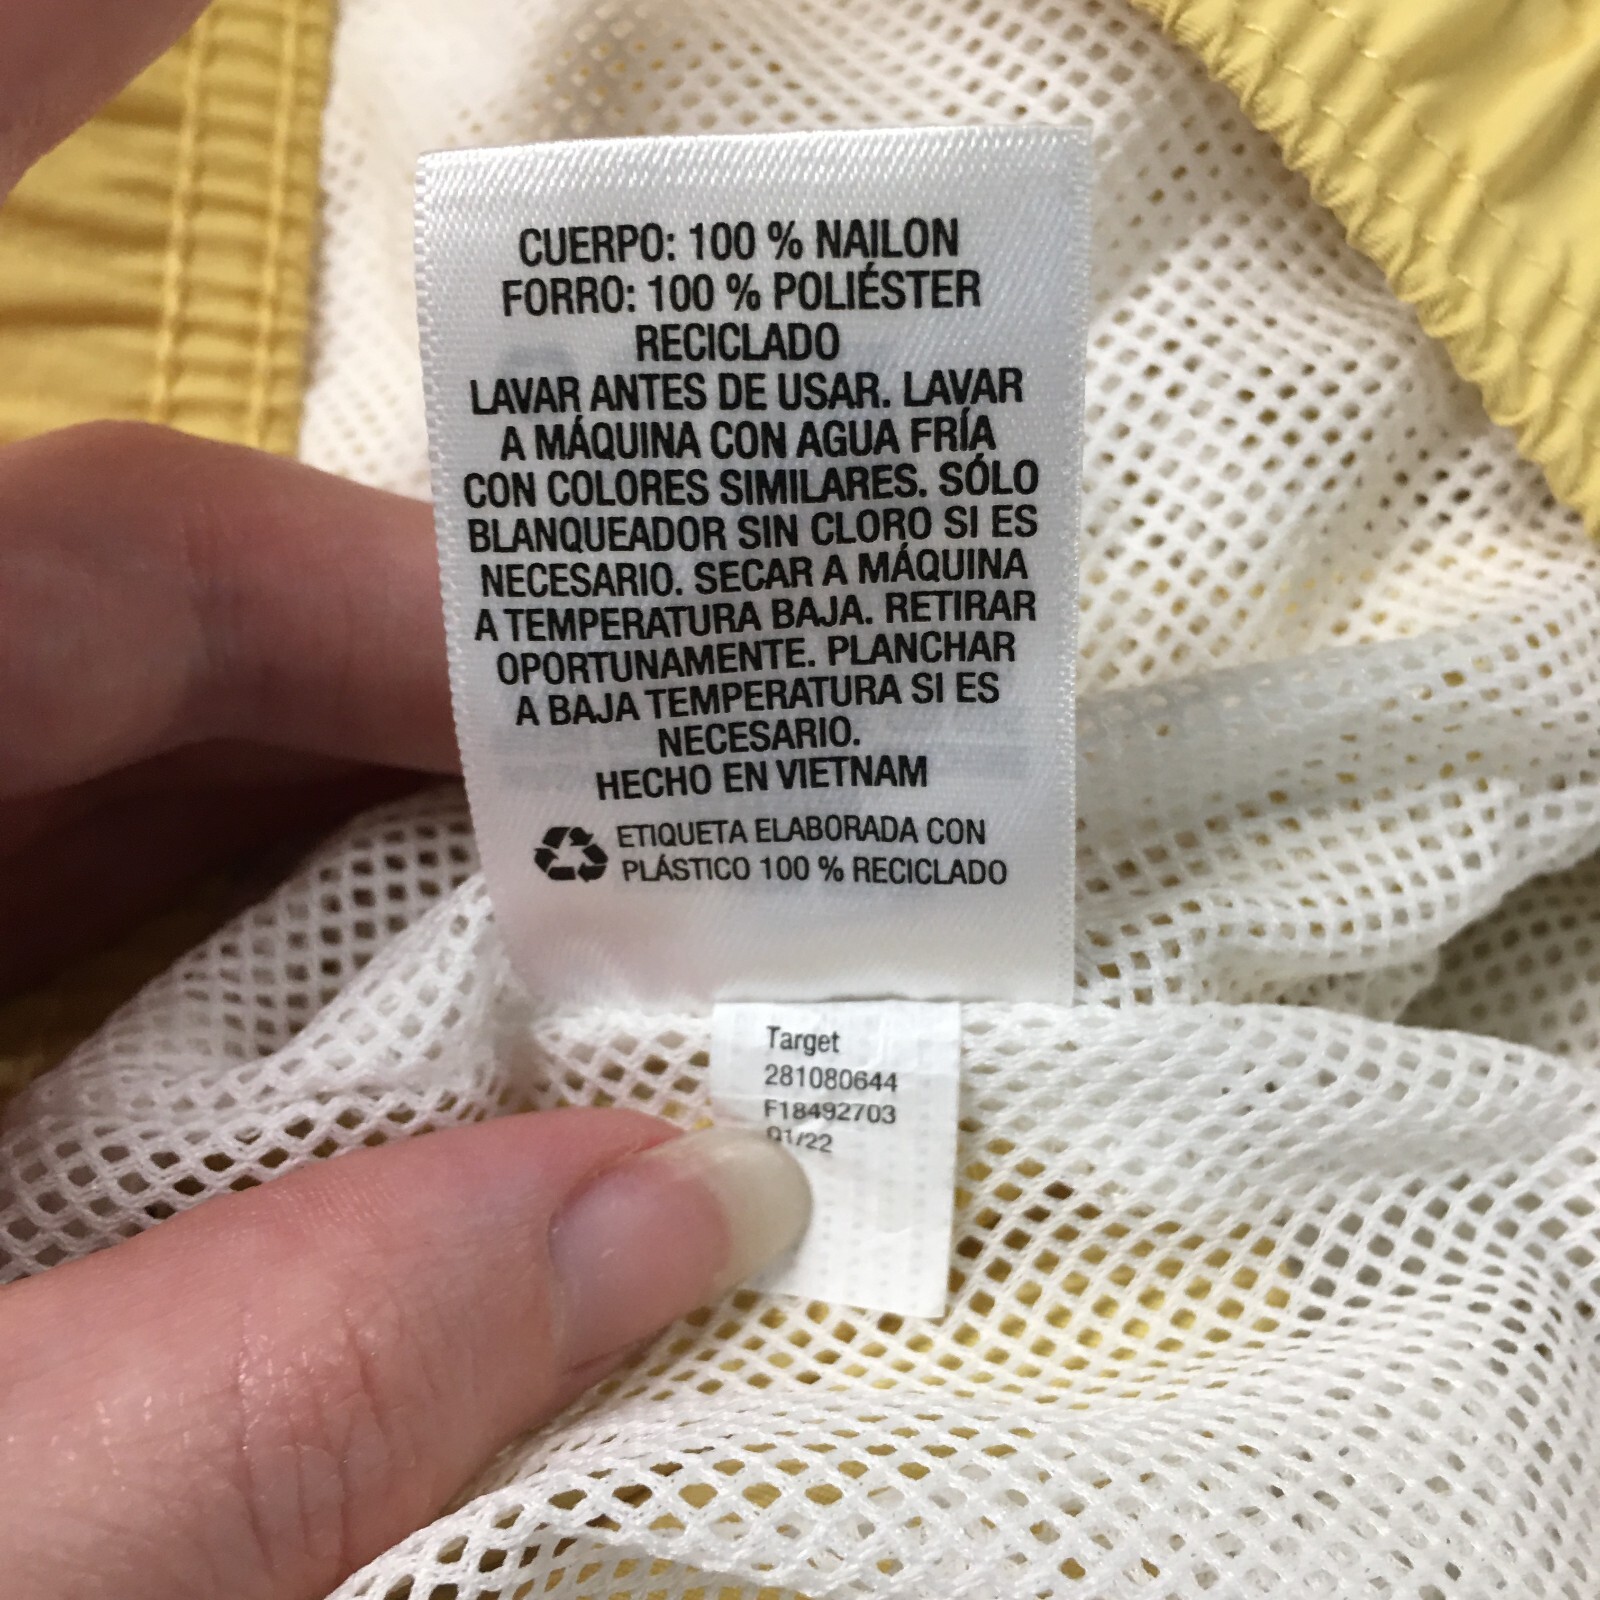 CUERPO: 100 % NAILON
FORRO: 100 % POLIÉSTER
RECICLADO
LAVAR ANTES DE USAR. LAVAR
A MÁQUINA CON AGUA FRÍA
CON COLORES SIMILARES. SÓLO
BLANQUEADOR SIN CLORO SI ES
NECESARIO. SECAR A MÁQUINA
A TEMPERATURA BAJA. RETIRAR
OPORTUNAMENTE. PLANCHAR
A BAJA TEMPERATURA SI ES
NECESARIO.
HECHO EN VIETNAM
ETIQUETA ELABORADA CON
PLÁSTICO 100 % RECICLADO
Target
281080644
F18492703